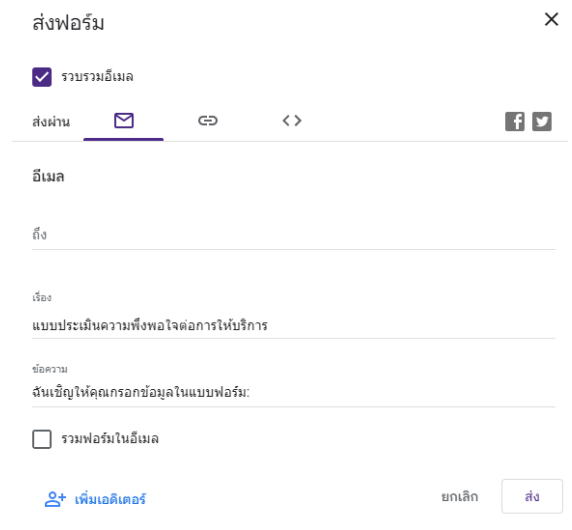 ส่งฟอร์ม
รวบรวมอีเมล
ส่งผ่าน
อีเมล
ถึง
เรื่อง
แบบประเมินความพึงพอใจต่อการให้บริการ
ข้อความ
ฉันเชิญให้คุณกรอกข้อมูลในแบบฟอร์ม:
รวมฟอร์มในอีเมล
เพิ่มเอดิเตอร์ ยกเลิก ส่ง